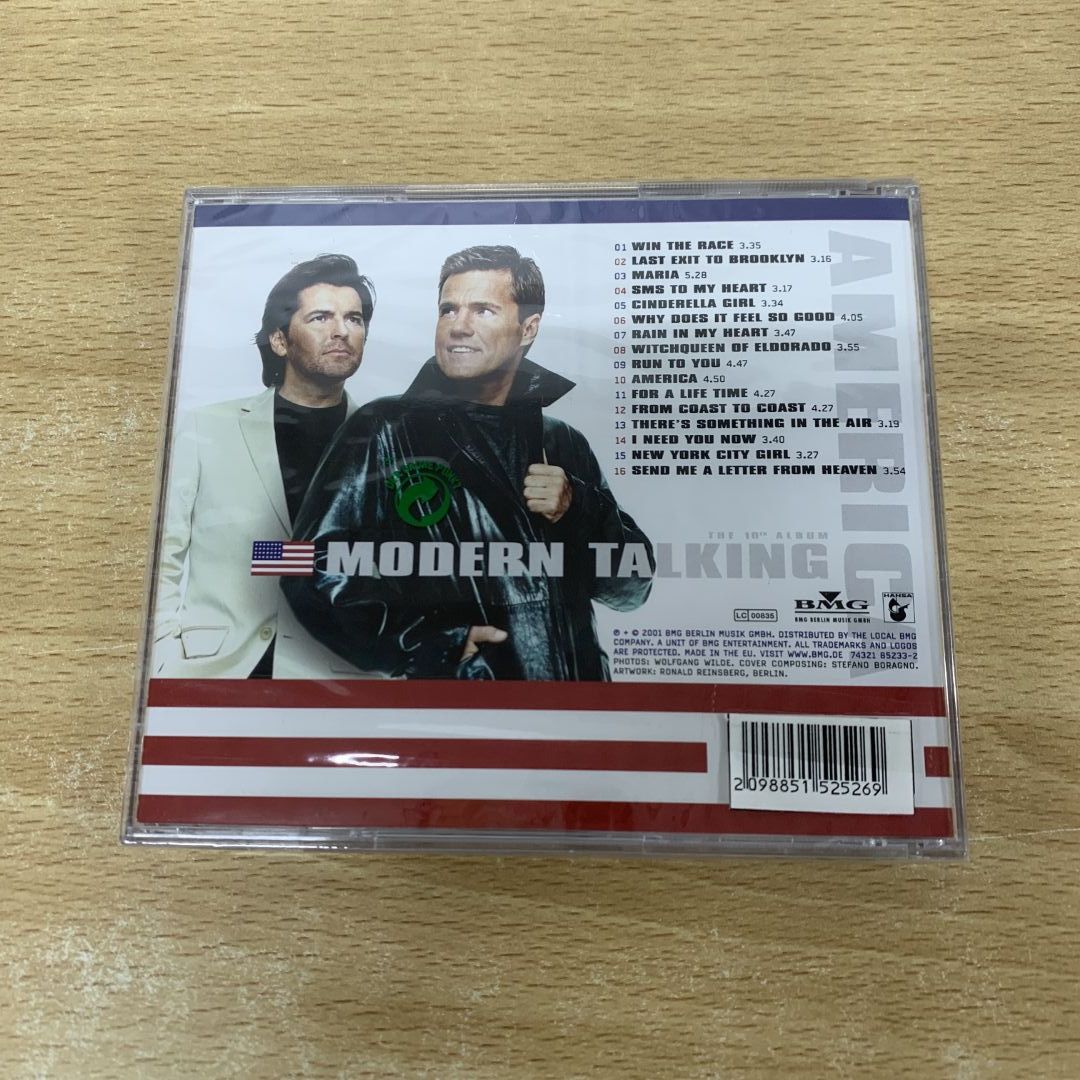 01 WIN THE RACE 3.35
02 LAST EXIT TO BROOKLYN 3.16
03 MARIA 5.28
04 SMS TO MY HEART 3.17
05 CINDERELLA GIRL 3.34
06 WHY DOES IT FEEL SO GOOD 4.05
07 RAIN IN MY HEART 3.47
08 WITCHQUEEN OF ELDORADO 3.55
09 RUN TO YOU 4.47
10 AMERICA 4.50
11 FOR A LIFE TIME 4.27
12 FROM COAST TO COAST 4.27
13 THERE'S SOMETHING IN THE AIR 3.19
14 I NEED YOU NOW 3.40
15 NEW YORK CITY GIRL 3.27
16 SEND ME A LETTER FROM HEAVEN 3.54
AMERICA
THE 10TH ALBUM
MODERN TALKING
LC 00835
BMG
BMG BERLIN MUSIK GMBH
HANSA
℗ + © 2001 BMG BERLIN MUSIK GMBH. DISTRIBUTED BY THE LOCAL BMG
COMPANY. A UNIT OF BMG ENTERTAINMENT. ALL TRADEMARKS AND LOGOS
ARE PROTECTED. MADE IN THE EU. VISIT WWW.BMG.DE 74321 85233-2
PHOTOS: WOLFGANG WILDE. COVER COMPOSING: STEFANO BORAGNO.
ARTWORK: RONALD REINSBERG, BERLIN.
2 098851 525269